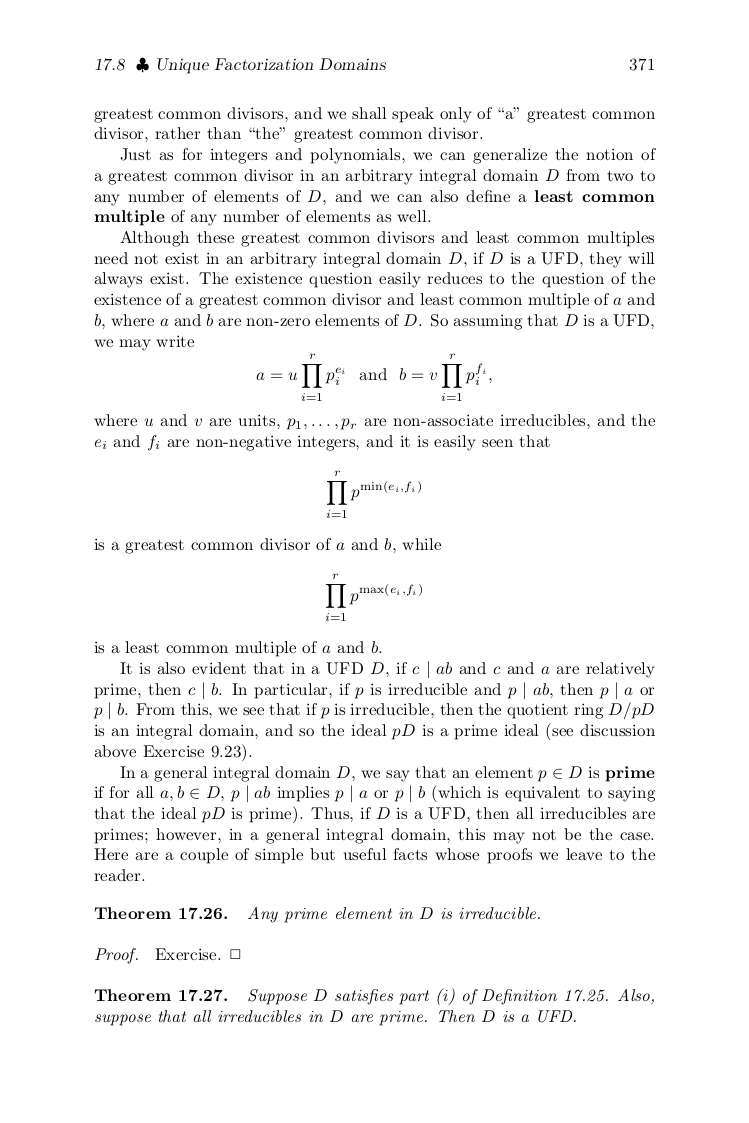 17.8 ♣ Unique Factorization Domains 371
greatest common divisors, and we shall speak only of “a” greatest common
divisor, rather than “the” greatest common divisor.
Just as for integers and polynomials, we can generalize the notion of
a greatest common divisor in an arbitrary integral domain D from two to
any number of elements of D, and we can also define a least common
multiple of any number of elements as well.
Although these greatest common divisors and least common multiples
need not exist in an arbitrary integral domain D, if D is a UFD, they will
always exist. The existence question easily reduces to the question of the
existence of a greatest common divisor and least common multiple of a and
b, where a and b are non-zero elements of D. So assuming that D is a UFD,
we may write
a = u ∏_{i=1}^{r} p_i^{e_i} and b = v ∏_{i=1}^{r} p_i^{f_i},
where u and v are units, p_1, . . . , p_r are non-associate irreducibles, and the
e_i and f_i are non-negative integers, and it is easily seen that
∏_{i=1}^{r} p^{min(e_i,f_i)}
is a greatest common divisor of a and b, while
∏_{i=1}^{r} p^{max(e_i,f_i)}
is a least common multiple of a and b.
It is also evident that in a UFD D, if c | ab and c and a are relatively
prime, then c | b. In particular, if p is irreducible and p | ab, then p | a or
p | b. From this, we see that if p is irreducible, then the quotient ring D/pD
is an integral domain, and so the ideal pD is a prime ideal (see discussion
above Exercise 9.23).
In a general integral domain D, we say that an element p ∈ D is prime
if for all a, b ∈ D, p | ab implies p | a or p | b (which is equivalent to saying
that the ideal pD is prime). Thus, if D is a UFD, then all irreducibles are
primes; however, in a general integral domain, this may not be the case.
Here are a couple of simple but useful facts whose proofs we leave to the
reader.
Theorem 17.26. Any prime element in D is irreducible.
Proof. Exercise. □
Theorem 17.27. Suppose D satisfies part (i) of Definition 17.25. Also,
suppose that all irreducibles in D are prime. Then D is a UFD.